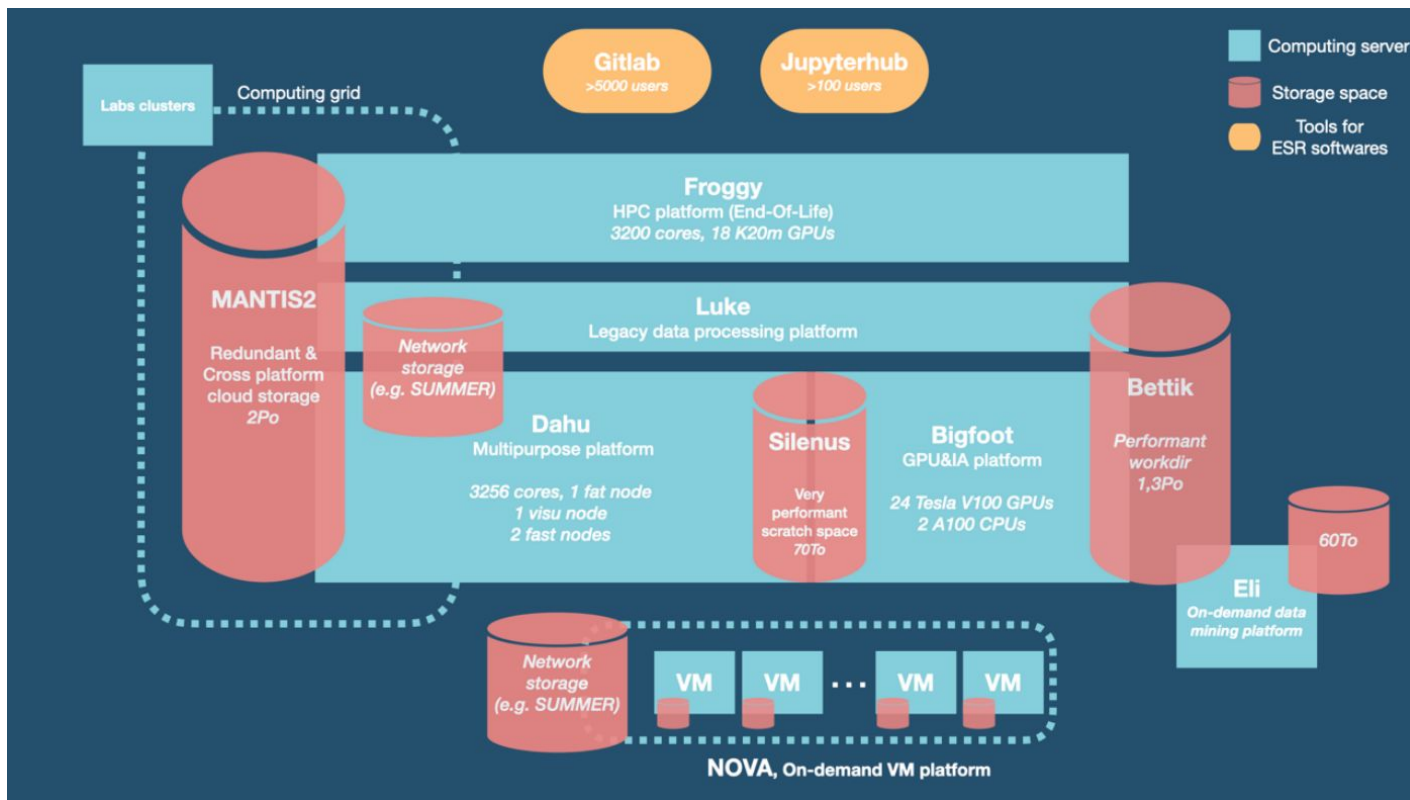 Gitlab
>5000 users
Jupyterhub
>100 users
Computing server
Storage space
Tools for
ESR softwares
Labs clusters
Computing grid
Froggy
HPC platform (End-Of-Life)
3200 cores, 18 K20m GPUs
MANTIS2
Redundant &
Cross platform
cloud storage
2Po
Luke
Legacy data processing platform
Network
storage
(e.g. SUMMER)
Dahu
Multipurpose platform
3256 cores, 1 fat node
1 visu node
2 fast nodes
Silenus
Very
performant
scratch space
70To
Bigfoot
GPU&IA platform
24 Tesla V100 GPUs
2 A100 CPUs
Bettik
Performant
workdir
1,3Po
60To
Eli
On-demand data
mining platform
Network
storage
(e.g. SUMMER)
VM
VM
...
VM
VM
NOVA, On-demand VM platform